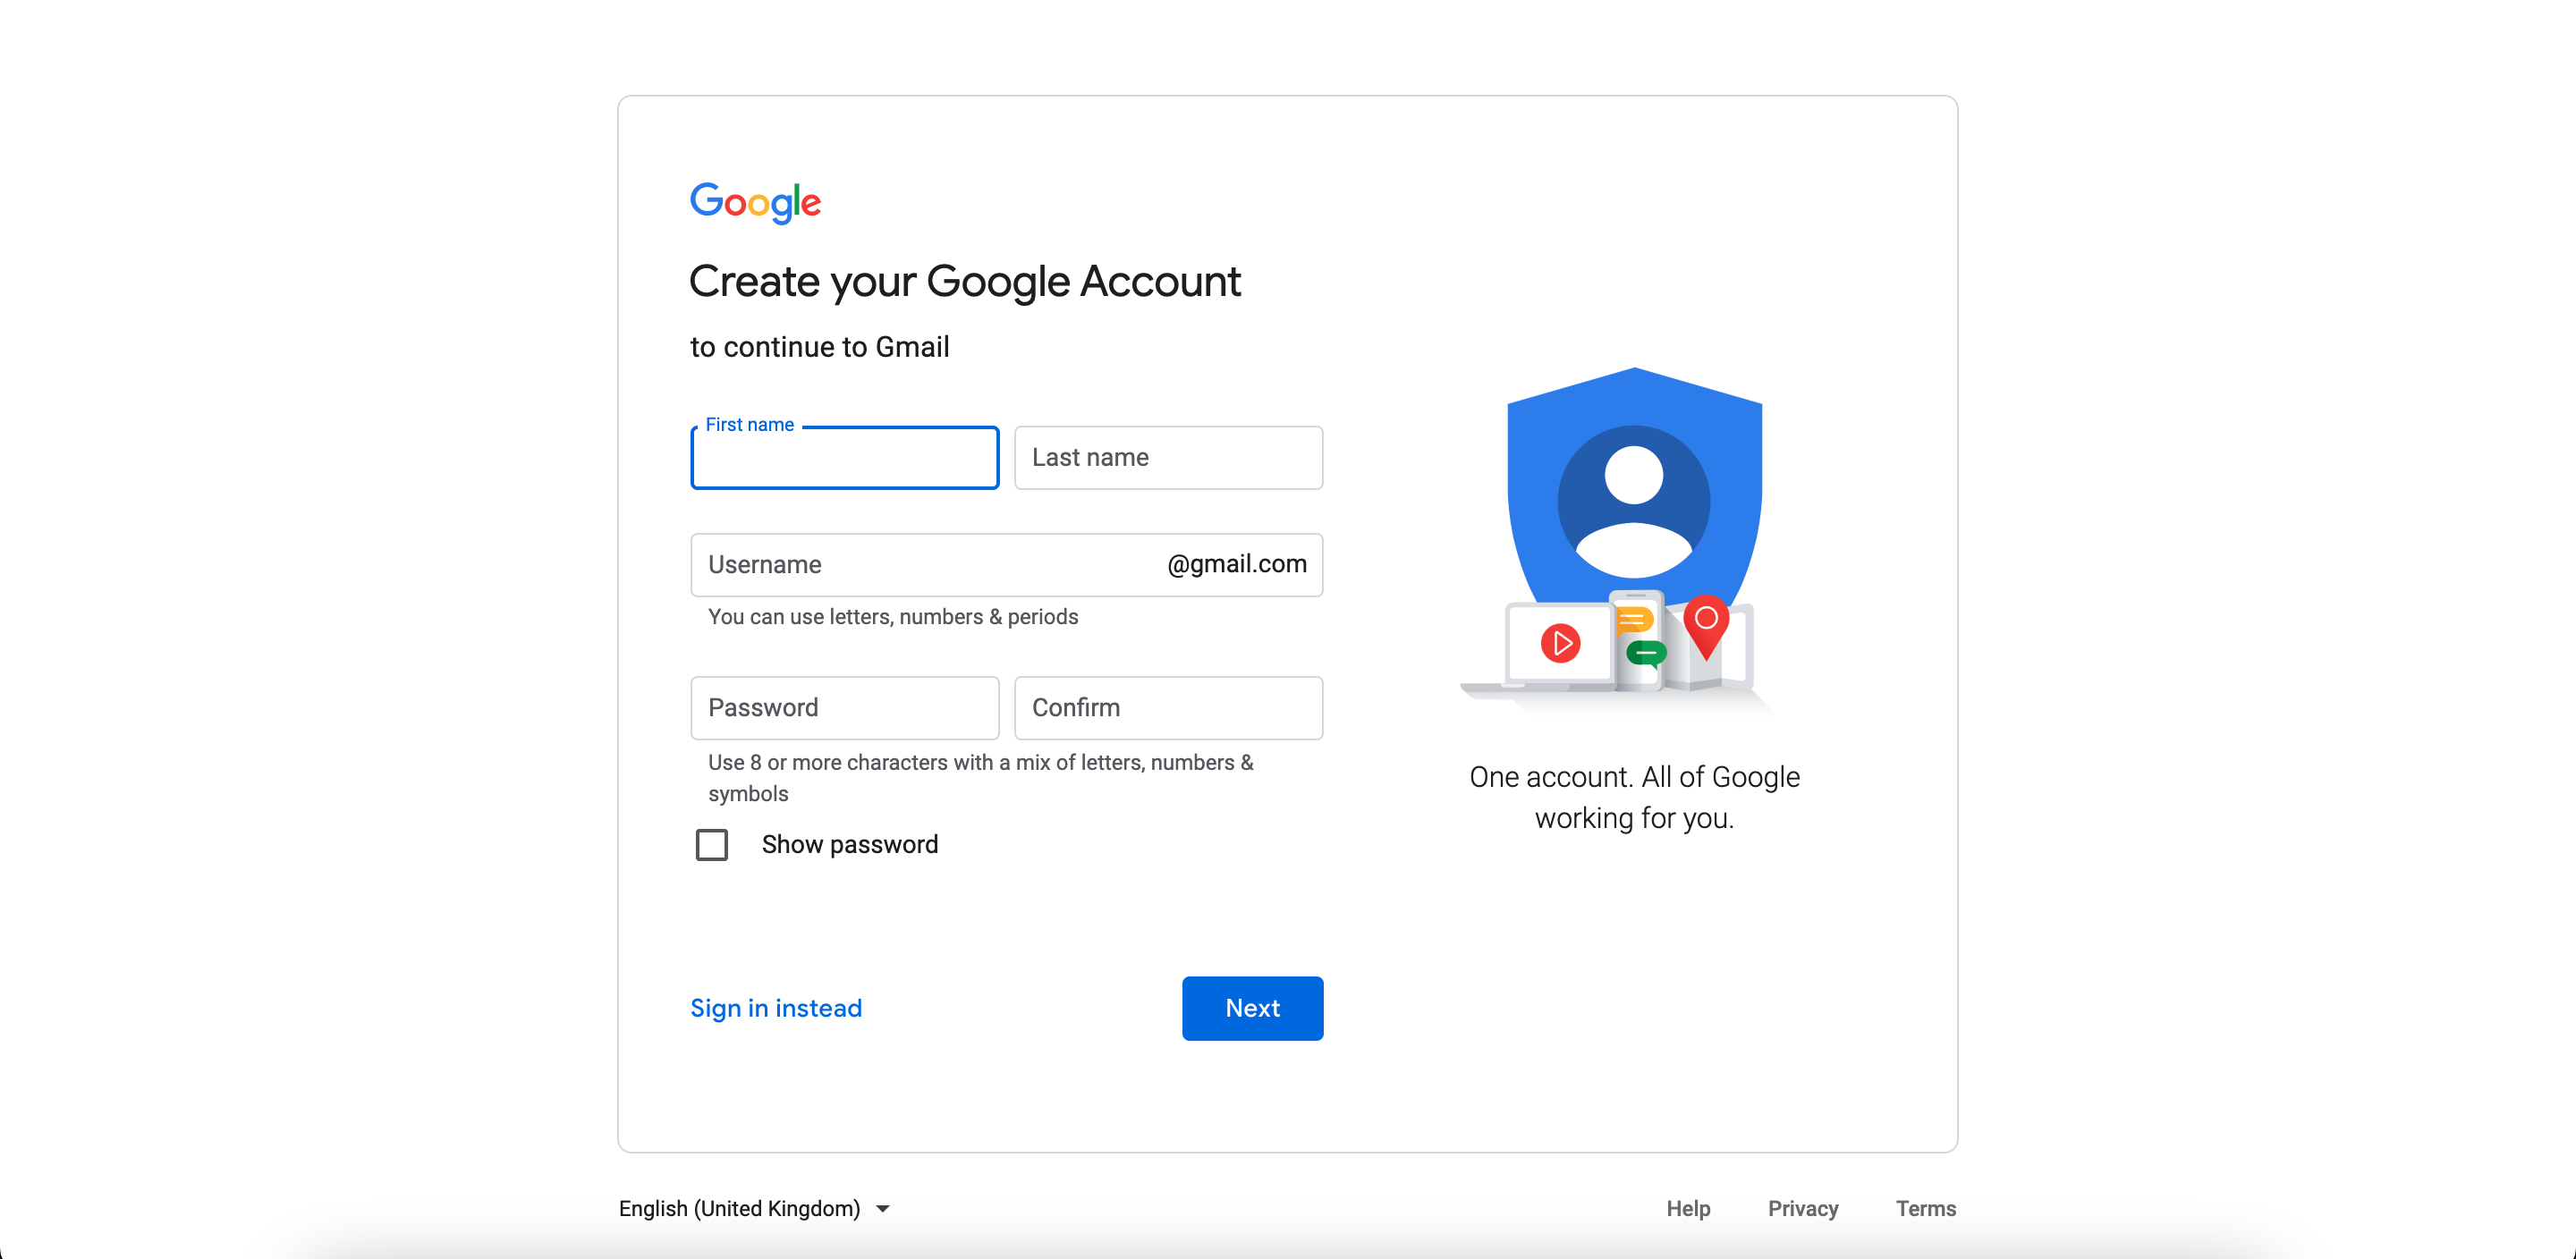 Google
Create your Google Account
to continue to Gmail
First name
Last name
Username @gmail.com
You can use letters, numbers & periods
Password
Confirm
Use 8 or more characters with a mix of letters, numbers &
symbols
Show password
Sign in instead
Next
One account. All of Google
working for you.
English (United Kingdom)
Help
Privacy
Terms